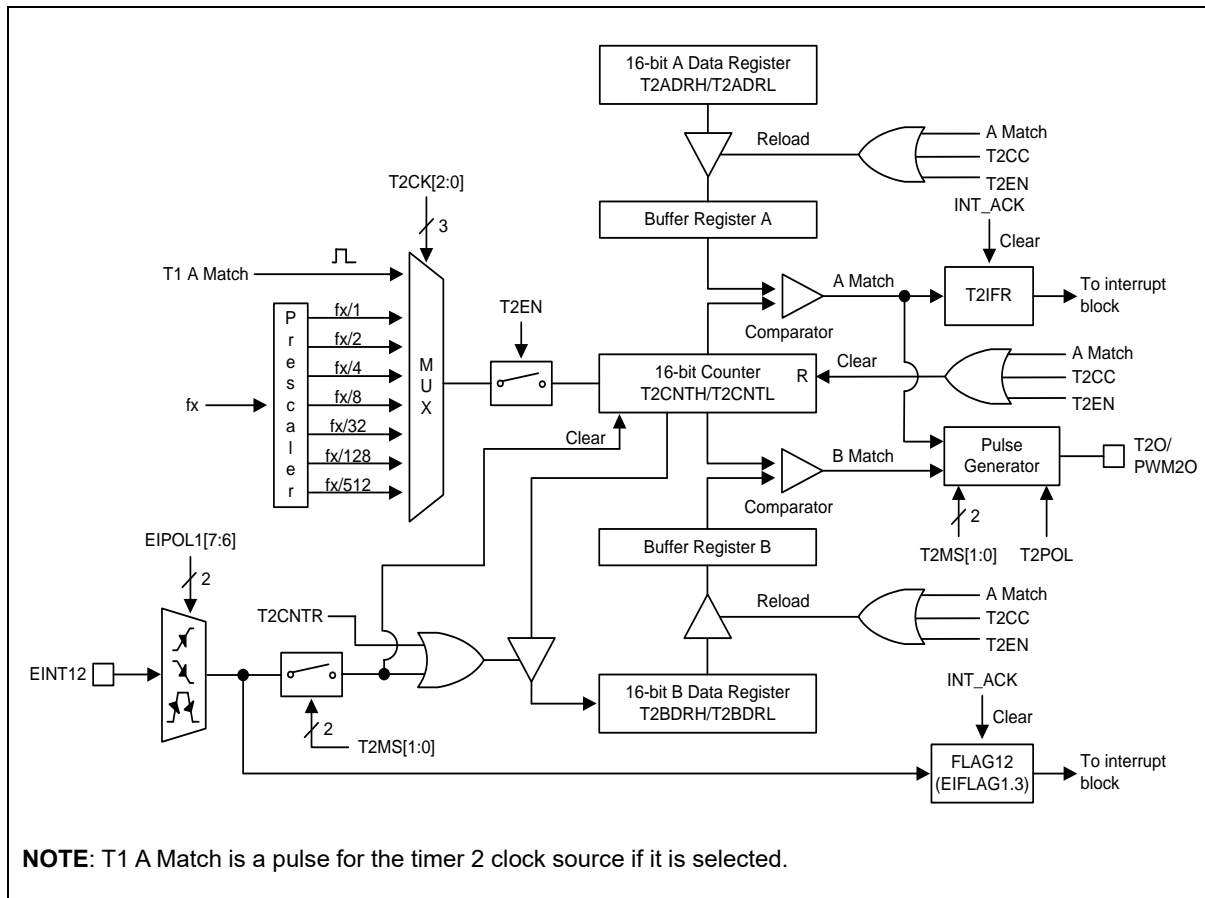 16-bit A Data Register
T2ADRH/T2ADRL
Reload
A Match
T2CC
T2EN
T2CK[2:0]
3
Buffer Register A
INT_ACK
Clear
T1 A Match
A Match
T2IFR
To interrupt
block
Prescaler
fx/1
fx/2
fx/4
fx/8
fx/32
fx/128
fx/512
fx
MUX
T2EN
Comparator
16-bit Counter
T2CNTH/T2CNTL
R
Clear
A Match
T2CC
T2EN
Clear
B Match
Comparator
Pulse
Generator
T2O/
PWM2O
2
T2MS[1:0]
T2POL
Buffer Register B
EIPOL1[7:6]
2
Reload
A Match
T2CC
T2EN
T2CNTR
EINT12
2
T2MS[1:0]
16-bit B Data Register
T2BDRH/T2BDRL
INT_ACK
Clear
FLAG12
(EIFLAG1.3)
To interrupt
block
NOTE: T1 A Match is a pulse for the timer 2 clock source if it is selected.